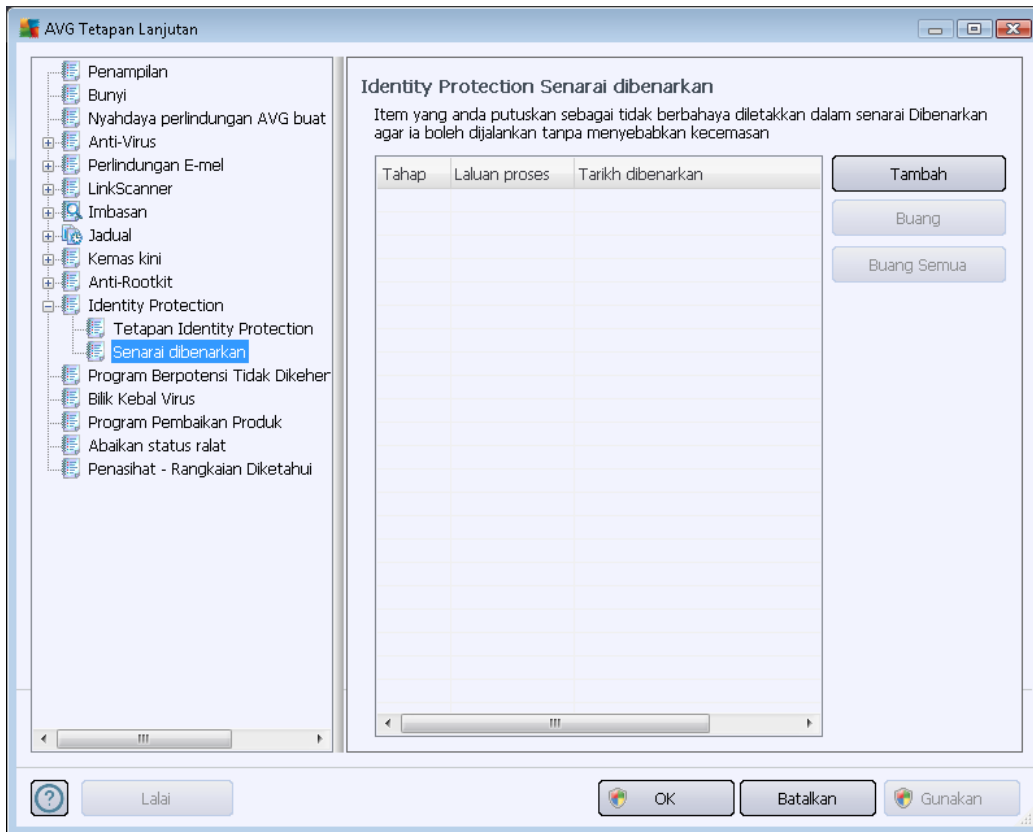 AVG Tetapan Lanjutan
Penampilan
Bunyi
Nyahdaya perlindungan AVG buat
Anti-Virus
Perlindungan E-mel
LinkScanner
Imbasan
Jadual
Kemas kini
Anti-Rootkit
Identity Protection
Tetapan Identity Protection
Senarai dibenarkan
Program Berpotensi Tidak Dikeher
Bilik Kebal Virus
Program Pembaikan Produk
Abaikan status ralat
Penasihat - Rangkaian Diketahui
Identity Protection Senarai dibenarkan
Item yang anda putuskan sebagai tidak berbahaya diletakkan dalam senarai Dibenarkan
agar ia boleh dijalankan tanpa menyebabkan kecemasan
Tahap Laluan proses Tarikh dibenarkan
Tambah
Buang
Buang Semua
Lalai
OK
Batalkan
Gunakan